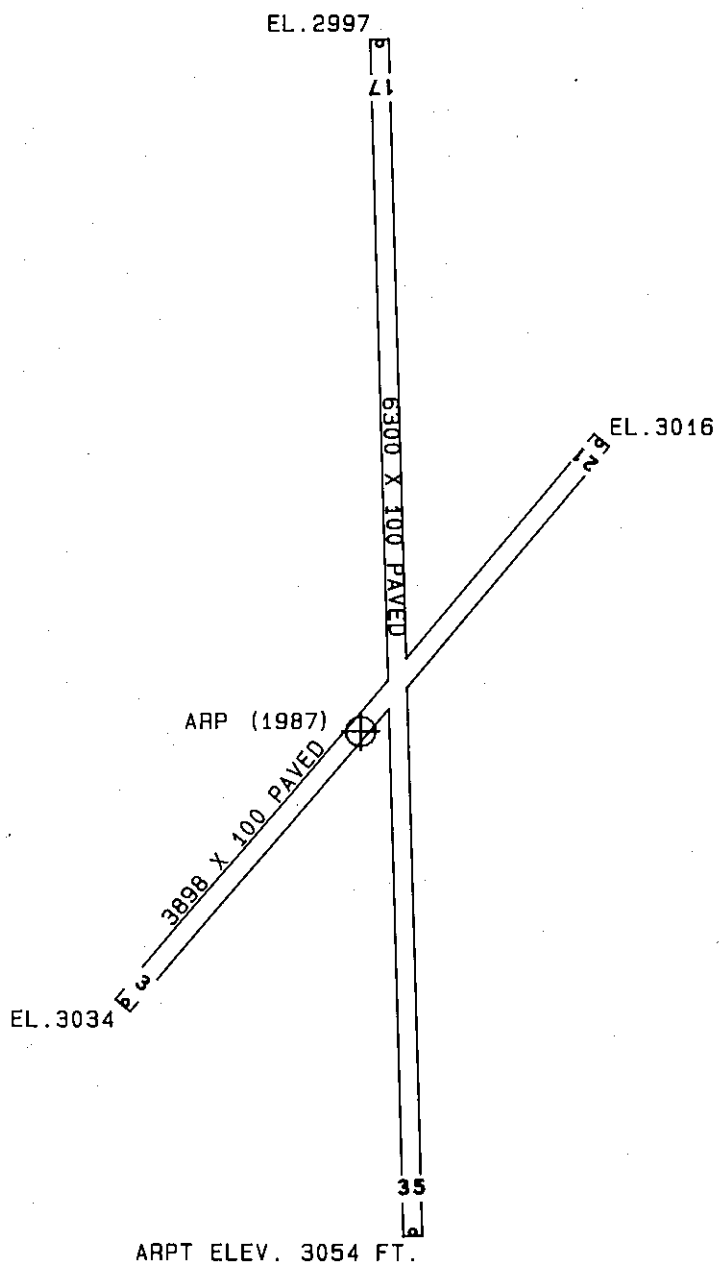 EL.2997
17
6300 X 100 PAVED
EL.3016
21
ARP (1987)
3898 X 100 PAVED
3
EL.3034
35
ARPT ELEV. 3054 FT.